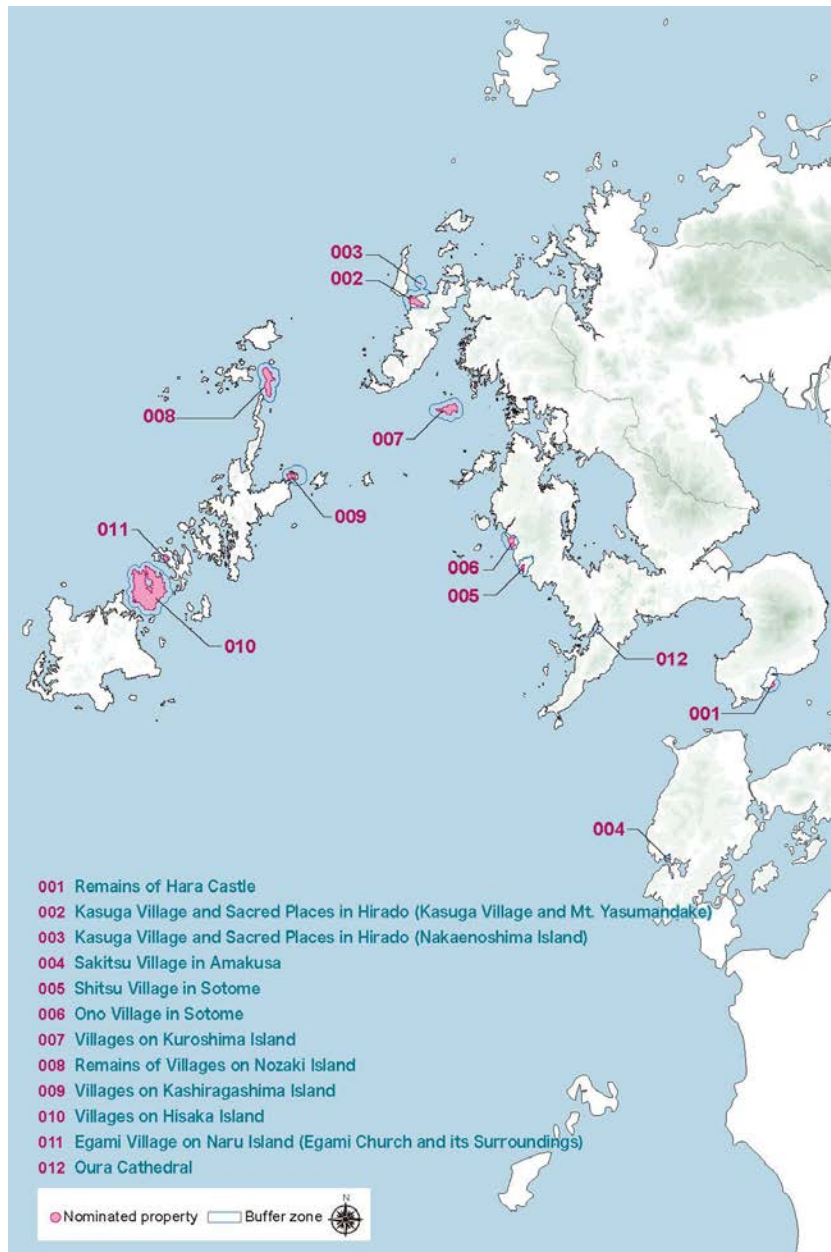 003
002
008
007
009
011
006
005
010
012
001
004
001 Remains of Hara Castle
002 Kasuga Village and Sacred Places in Hirado (Kasuga Village and Mt. Yasumandake)
003 Kasuga Village and Sacred Places in Hirado (Nakaenoshima Island)
004 Sakitsu Village in Amakusa
005 Shitsu Village in Sotome
006 Ono Village in Sotome
007 Villages on Kuroshima Island
008 Remains of Villages on Nozaki Island
009 Villages on Kashiragashima Island
010 Villages on Hisaka Island
011 Egami Village on Naru Island (Egami Church and its Surroundings)
012 Oura Cathedral
Nominated property Buffer zone N